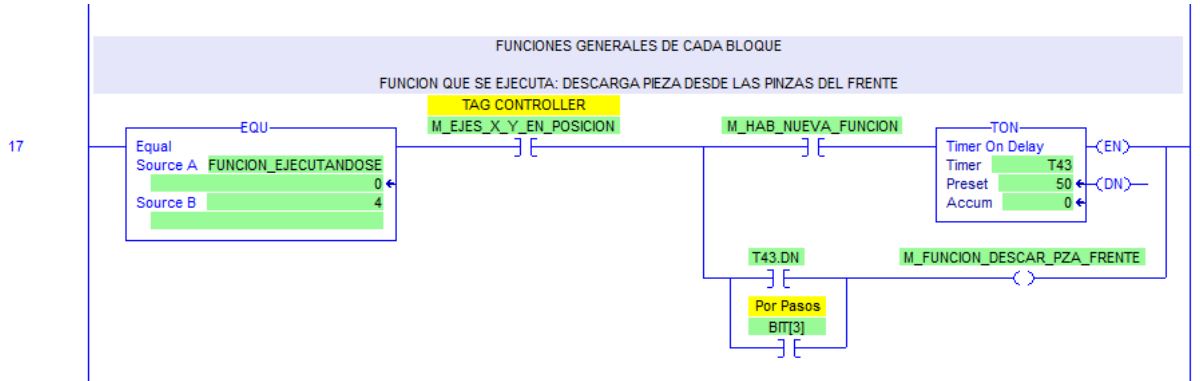 FUNCIONES GENERALES DE CADA BLOQUE
FUNCION QUE SE EJECUTA: DESCARGA PIEZA DESDE LAS PINZAS DEL FRENTE
17
EQU
Equal
Source A FUNCION_EJECUTANDOSE
0
Source B 4
TAG CONTROLLER
M_EJES_X_Y_EN_POSICION
M_HAB_NUEVA_FUNCION
TON
Timer On Delay
Timer T43
Preset 50
Accum 0
(EN)
(DN)
T43.DN
M_FUNCION_DESCAR_PZA_FRENTE
Por Pasos
BIT[3]